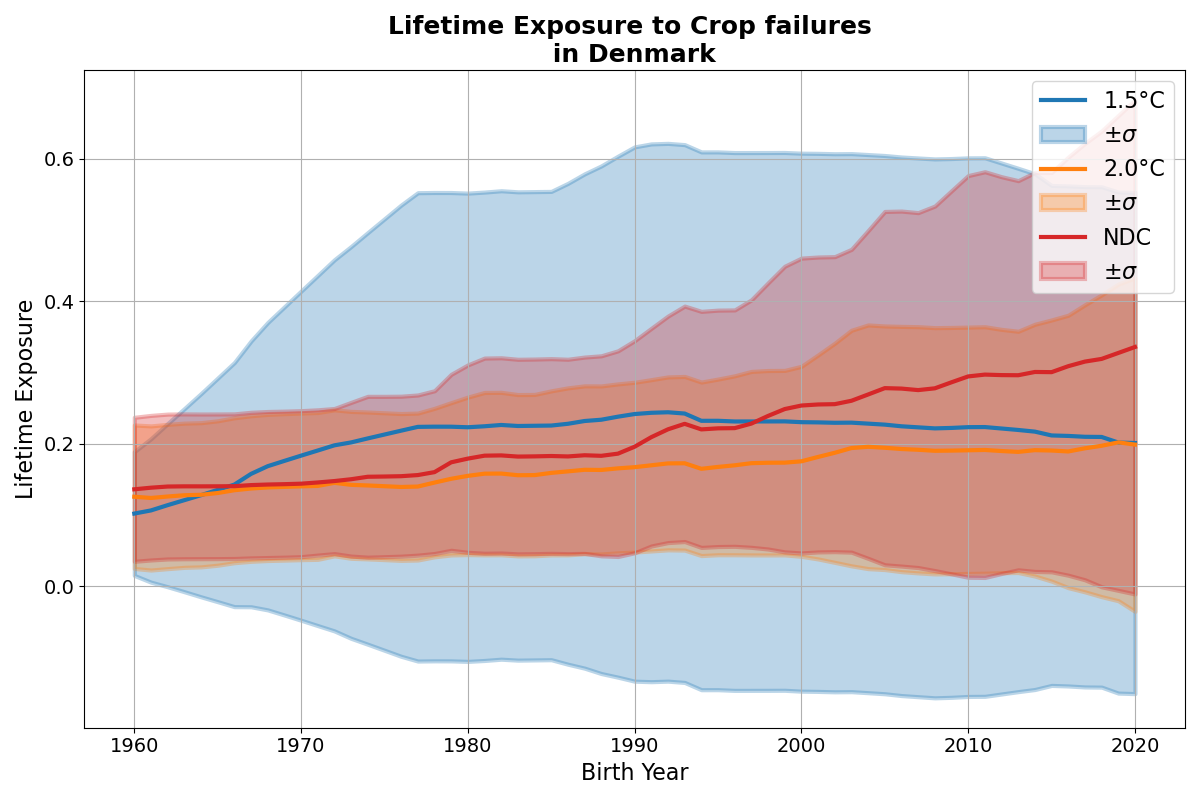 Lifetime Exposure to Crop failures
in Denmark
1.5°C
±σ
2.0°C
±σ
NDC
±σ
Lifetime Exposure
0.6
0.4
0.2
0.0
1960 1970 1980 1990 2000 2010 2020
Birth Year